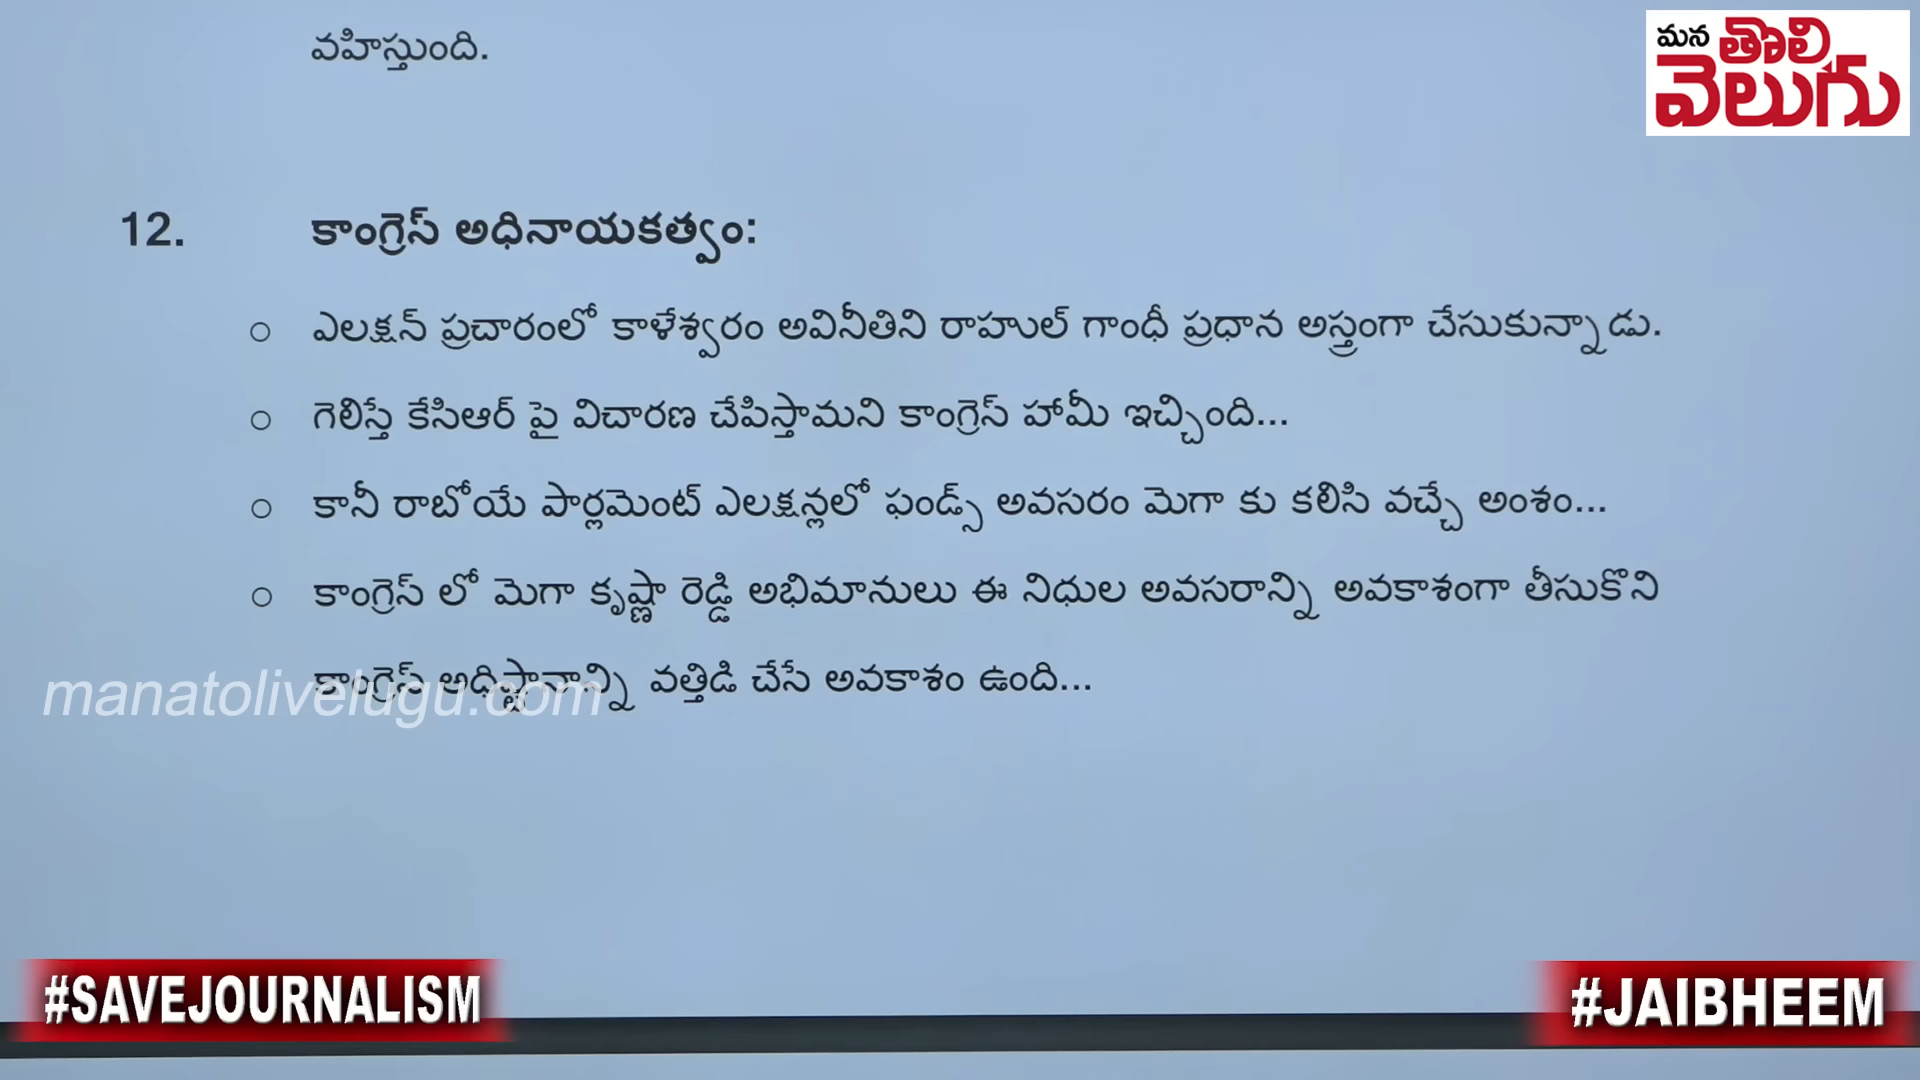 వహిస్తుంది.
మన తొలి
వెలుగు
12. కాంగ్రెస్ అధినాయకత్వం:
○ ఎలక్షన్ ప్రచారంలో కాళేశ్వరం అవినీతిని రాహుల్ గాంధీ ప్రధాన అస్త్రంగా చేసుకున్నాడు.
○ గెలిస్తే కేసిఆర్ పై విచారణ చేపిస్తామని కాంగ్రెస్ హామీ ఇచ్చింది...
○ కానీ రాబోయే పార్లమెంట్ ఎలక్షన్లలో ఫండ్స్ అవసరం మెగా కు కలిసి వచ్చే అంశం...
○ కాంగ్రెస్ లో మెగా కృష్ణా రెడ్డి అభిమానులు ఈ నిధుల అవసరాన్ని అవకాశంగా తీసుకొని
కాంగ్రెస్ అధిష్టానాన్ని వత్తిడి చేసే అవకాశం ఉంది...
manatolivelugu.com
#SAVEJOURNALISM
#JAIBHEEM